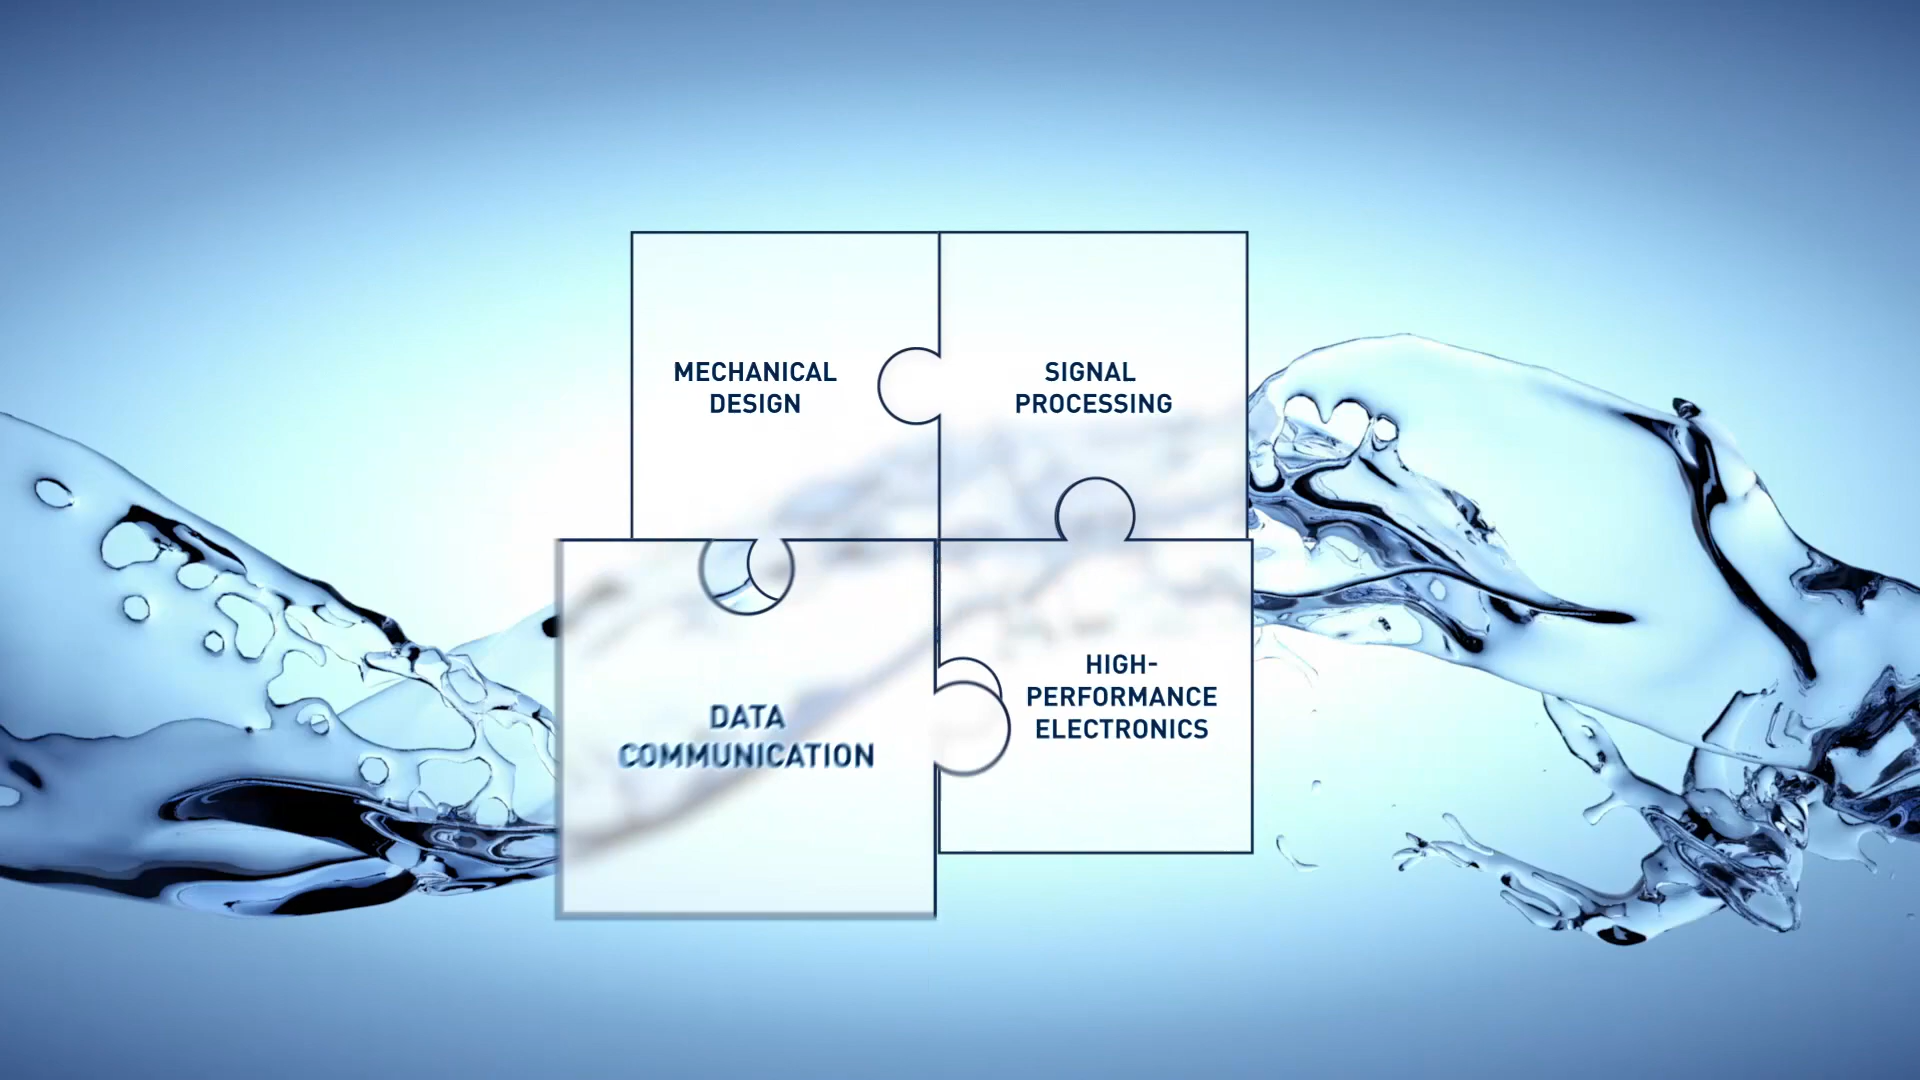 MECHANICAL
DESIGN
SIGNAL
PROCESSING
DATA
COMMUNICATION
HIGH-
PERFORMANCE
ELECTRONICS